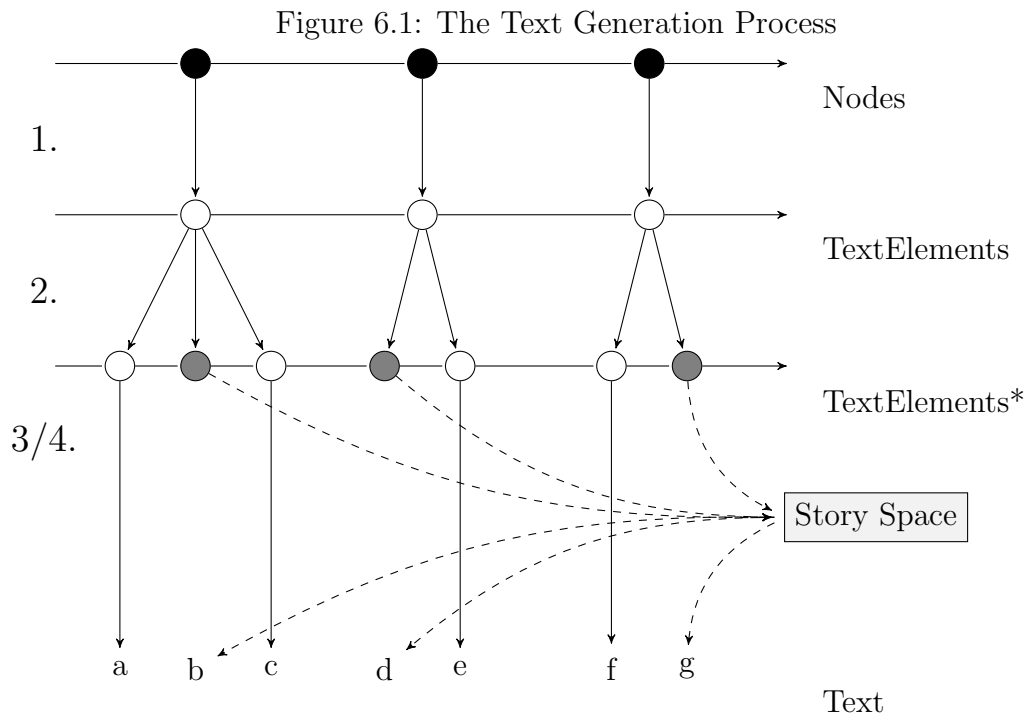 Figure 6.1: The Text Generation Process
Nodes
1.
TextElements
2.
TextElements*
3/4.
Story Space
a b c d e f g
Text